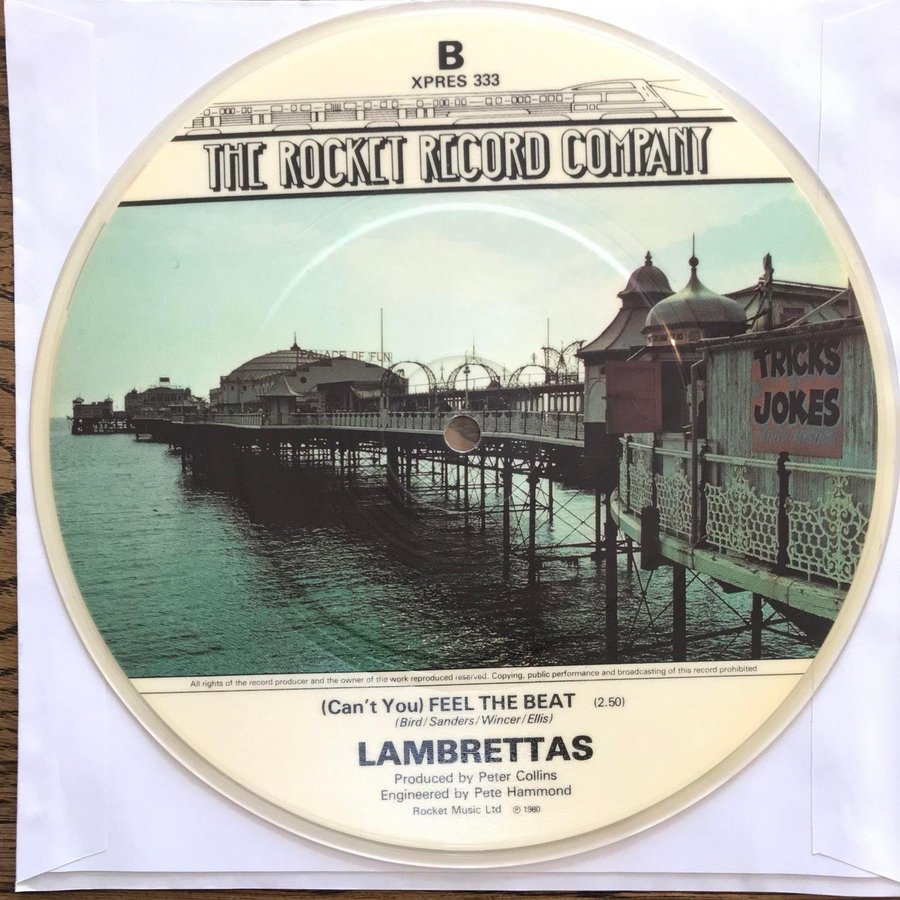 B
XPRES 333
THE ROCKET RECORD COMPANY
PALACE OF FUN
TRICKS
JOKES
All rights of the record producer and the owner of the work reproduced reserved. Copying, public performance and broadcasting of this record prohibited
(Can't You) FEEL THE BEAT (2.50)
(Bird/Sanders/Wincer/Ellis)
LAMBRETTAS
Produced by Peter Collins
Engineered by Pete Hammond
Rocket Music Ltd ℗ 1980